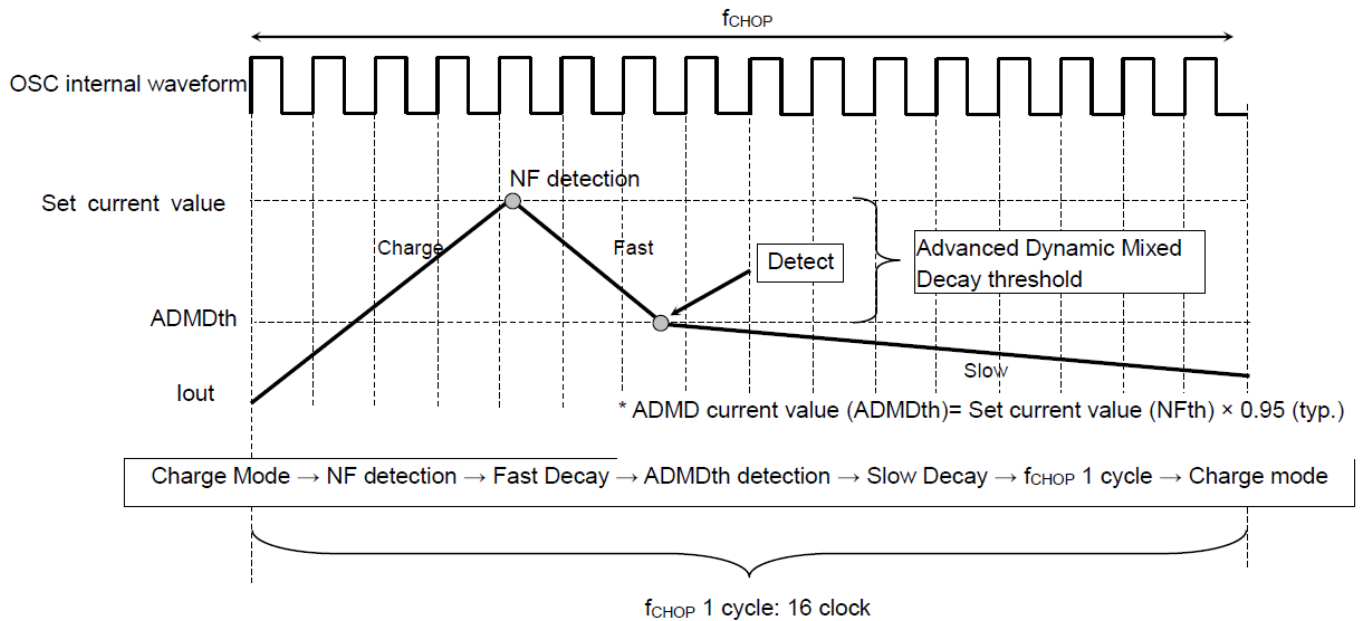 fCHOP
OSC internal waveform
NF detection
Set current value
Charge
Fast
Detect
Advanced Dynamic Mixed
Decay threshold
ADMDth
Slow
Iout
* ADMD current value (ADMDth)= Set current value (NFth) × 0.95 (typ.)
Charge Mode → NF detection → Fast Decay → ADMDth detection → Slow Decay → fCHOP 1 cycle → Charge mode
fCHOP 1 cycle: 16 clock